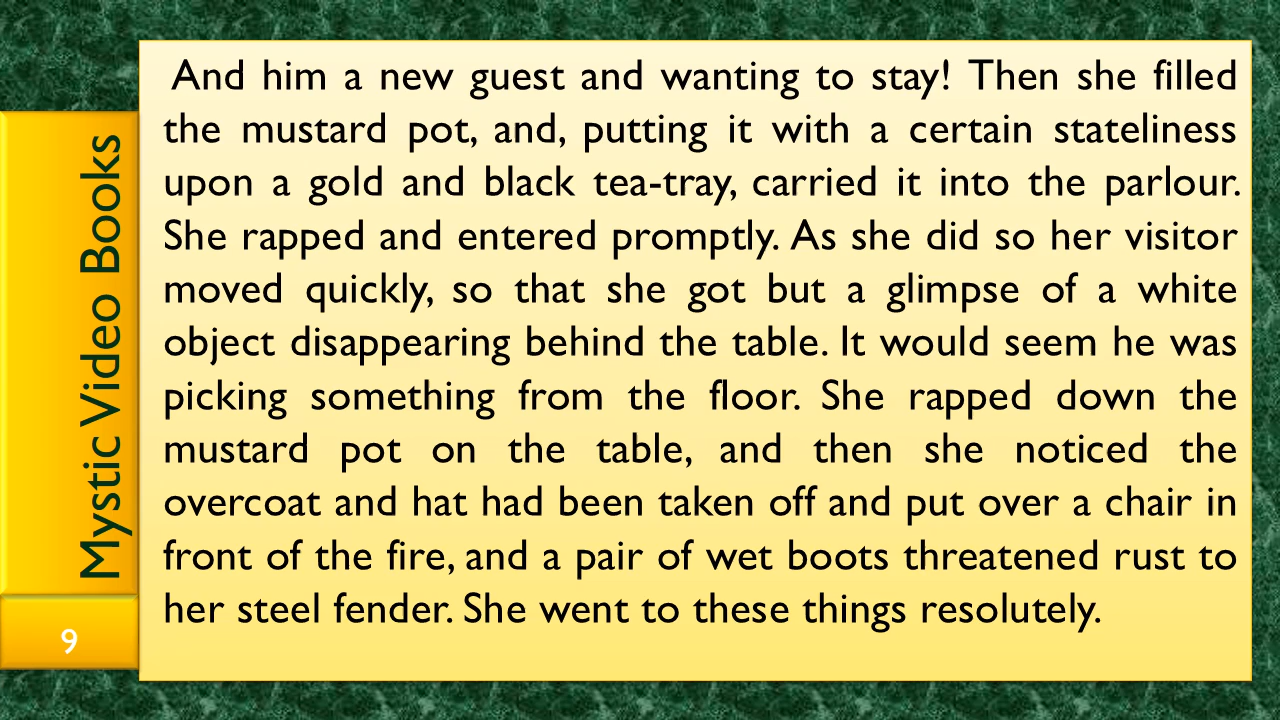 And him a new guest and wanting to stay! Then she filled
the mustard pot, and, putting it with a certain stateliness
upon a gold and black tea-tray, carried it into the parlour.
She rapped and entered promptly. As she did so her visitor
moved quickly, so that she got but a glimpse of a white
object disappearing behind the table. It would seem he was
picking something from the floor. She rapped down the
mustard pot on the table, and then she noticed the
overcoat and hat had been taken off and put over a chair in
front of the fire, and a pair of wet boots threatened rust to
her steel fender. She went to these things resolutely.
Mystic Video Books
9